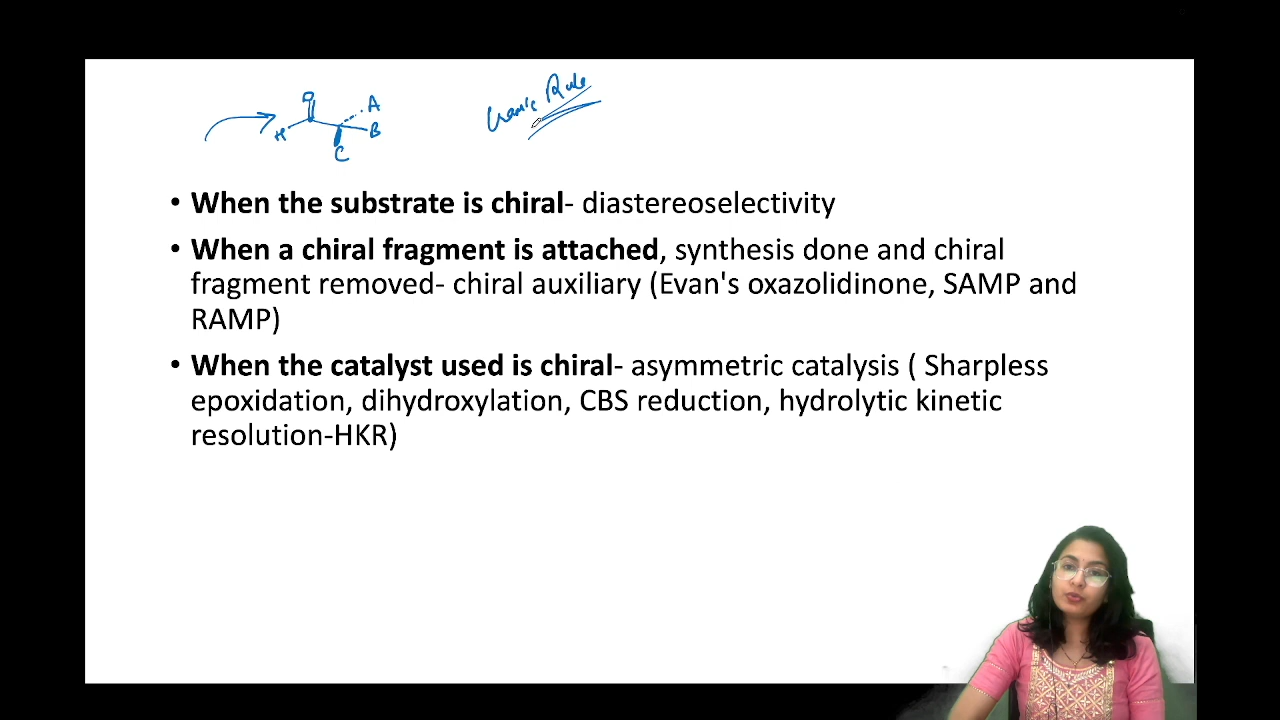 O
A
H
B
C
Cram's Rule
• When the substrate is chiral- diastereoselectivity
• When a chiral fragment is attached, synthesis done and chiral
fragment removed- chiral auxiliary (Evan's oxazolidinone, SAMP and
RAMP)
• When the catalyst used is chiral- asymmetric catalysis ( Sharpless
epoxidation, dihydroxylation, CBS reduction, hydrolytic kinetic
resolution-HKR)